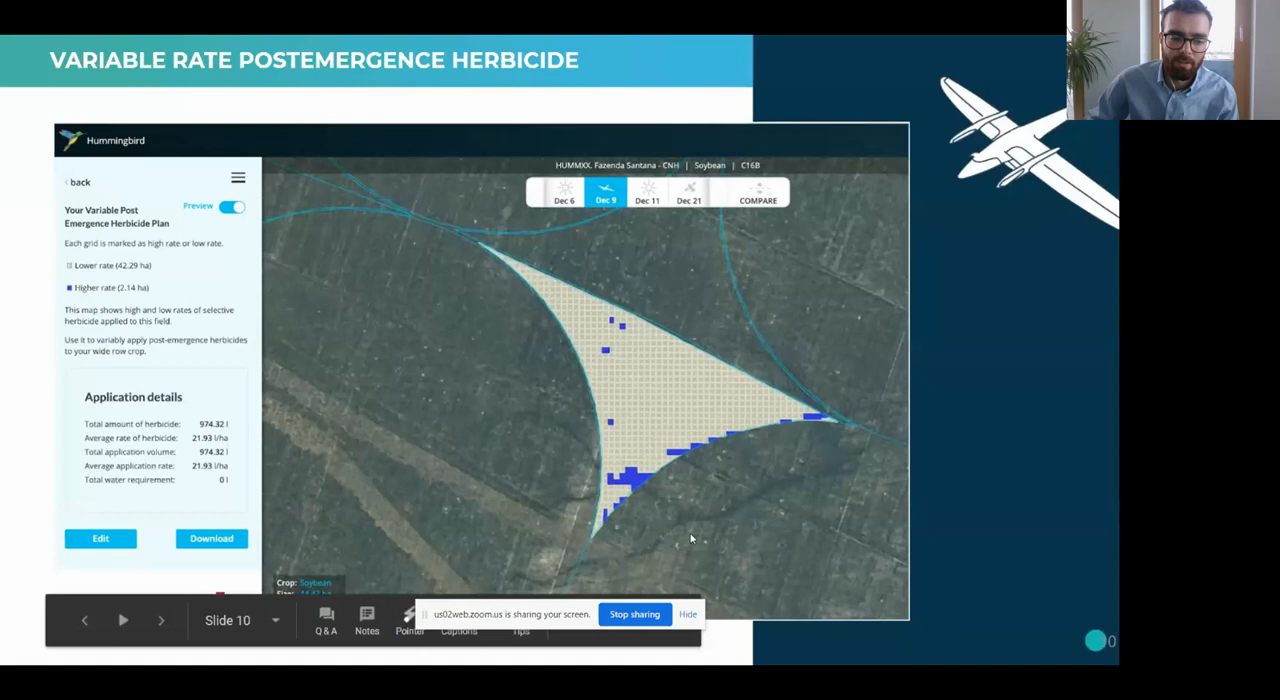 VARIABLE RATE POSTEMERGENCE HERBICIDE
Hummingbird
HUMMXX. Fazenda Santana - CNH | Soybean | C16B
back
Dec 6
Dec 9
Dec 11
Dec 21
COMPARE
Your Variable Post
Emergence Herbicide Plan
Preview
Each grid is marked as high rate or low rate.
Lower rate (42.29 ha)
Higher rate (2.14 ha)
This map shows high and low rates of selective
herbicide applied to this field.
Use it to variably apply post-emergence herbicides
to your wide row crop.
Application details
Total amount of herbicide: 974.32 l
Average rate of herbicide: 21.93 l/ha
Total application volume: 974.32 l
Average application rate: 21.93 l/ha
Total water requirement: 0 l
Edit
Download
Crop: Soybean
Slide 10
Q & A
Notes
Pointer
Captions
Tips
us02web.zoom.us is sharing your screen.
Stop sharing
Hide